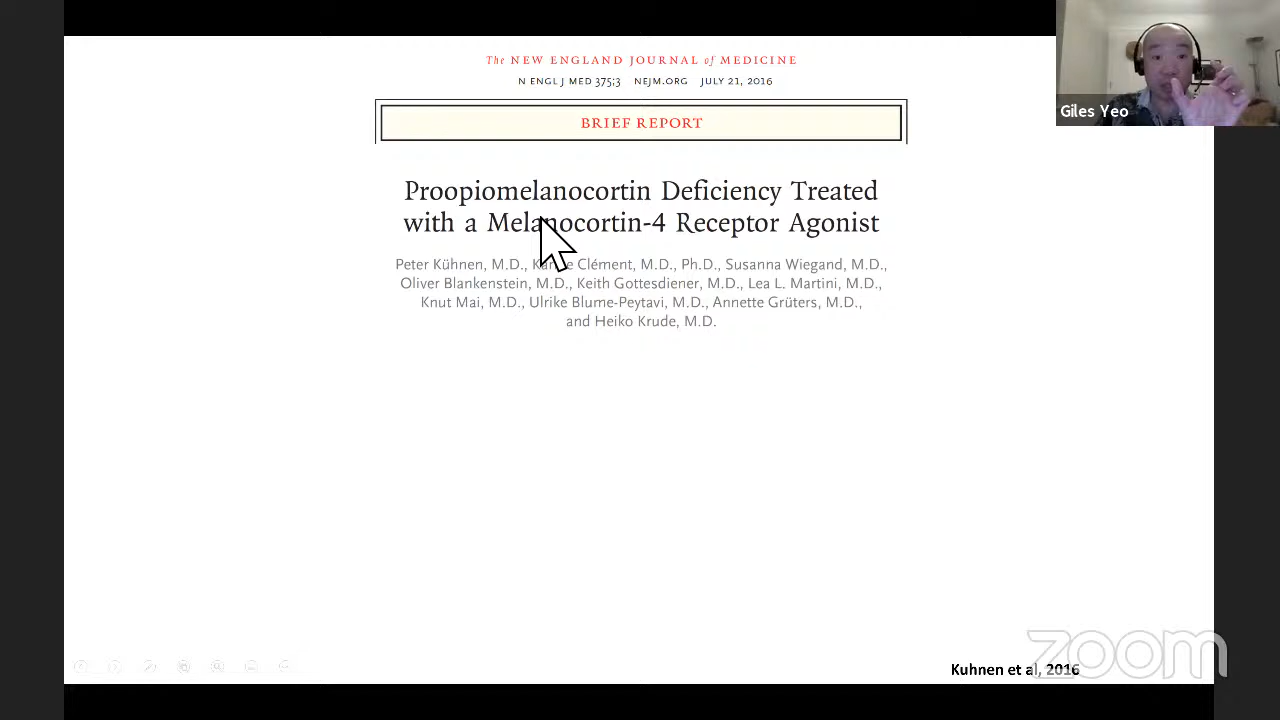 The NEW ENGLAND JOURNAL of MEDICINE
N ENGL J MED 375;3 NEJM.ORG JULY 21, 2016
BRIEF REPORT
Proopiomelanocortin Deficiency Treated
with a Melanocortin-4 Receptor Agonist
Peter Kühnen, M.D., Clément, M.D., Ph.D., Susanna Wiegand, M.D.,
Oliver Blankenstein, M.D., Keith Gottesdiener, M.D., Lea L. Martini, M.D.,
Knut Mai, M.D., Ulrike Blume-Peytavi, M.D., Annette Grüters, M.D.,
and Heiko Krude, M.D.
Giles Yeo
Kuhnen et al, 2016
zoom